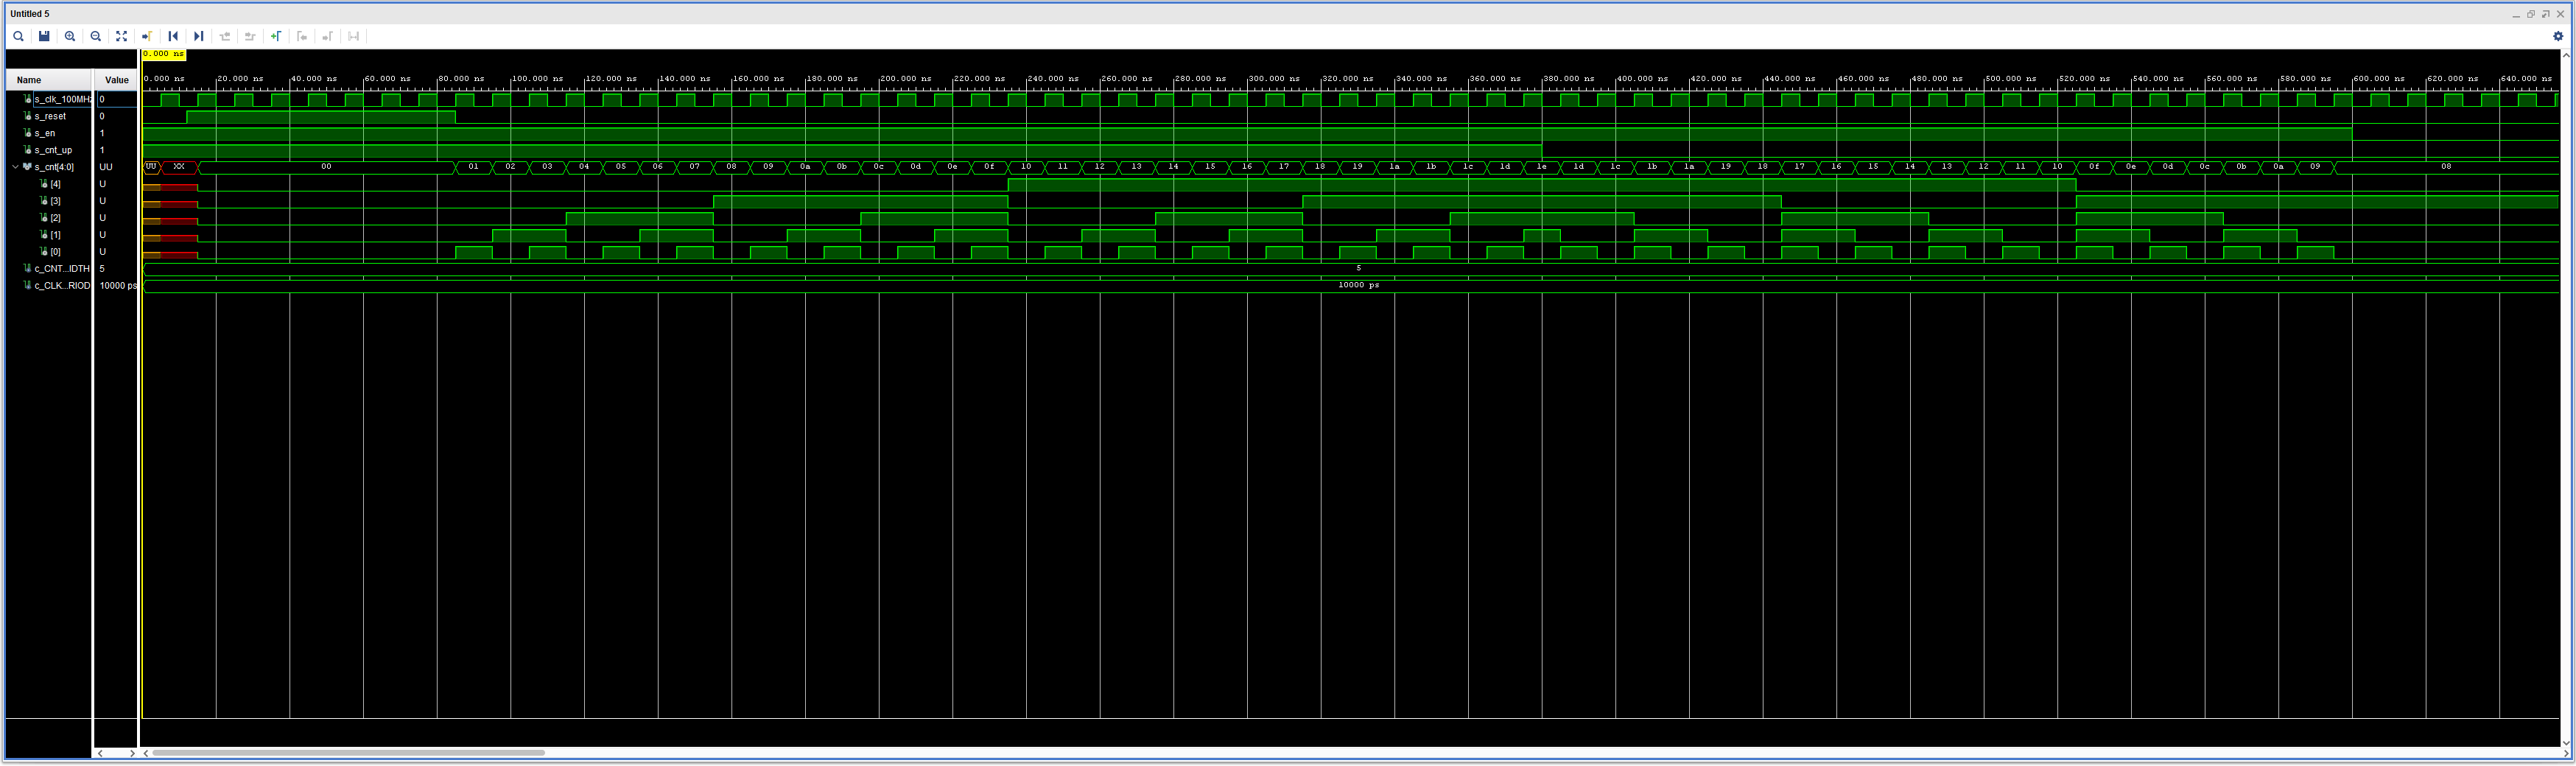 Untitled 5
0.000 ns
Name Value
0.000 ns 20.000 ns 40.000 ns 60.000 ns 80.000 ns 100.000 ns 120.000 ns 140.000 ns 160.000 ns 180.000 ns 200.000 ns 220.000 ns 240.000 ns 260.000 ns 280.000 ns 300.000 ns 320.000 ns 340.000 ns 360.000 ns 380.000 ns 400.000 ns 420.000 ns 440.000 ns 460.000 ns 480.000 ns 500.000 ns 520.000 ns 540.000 ns 560.000 ns 580.000 ns 600.000 ns 620.000 ns 640.000 ns
s_clk_100MHz 0
s_reset 0
s_en 1
s_cnt_up 1
s_cnt[4:0] UU UU XX 00 01 02 03 04 05 06 07 08 09 0a 0b 0c 0d 0e 0f 10 11 12 13 14 15 16 17 18 19 1a 1b 1c 1d 1e 1d 1c 1b 1a 19 18 17 16 15 14 13 12 11 10 0f 0e 0d 0c 0b 0a 09 08
[4] U
[3] U
[2] U
[1] U
[0] U
c_CNT...IDTH 5 5
c_CLK...RIOD 10000 ps 10000 ps